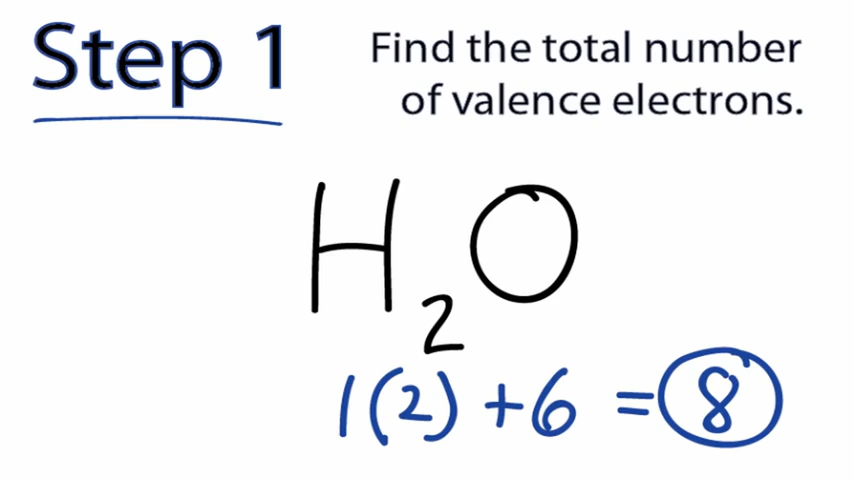 Step 1
Find the total number
of valence electrons.
H₂O
1(2) + 6 = 8